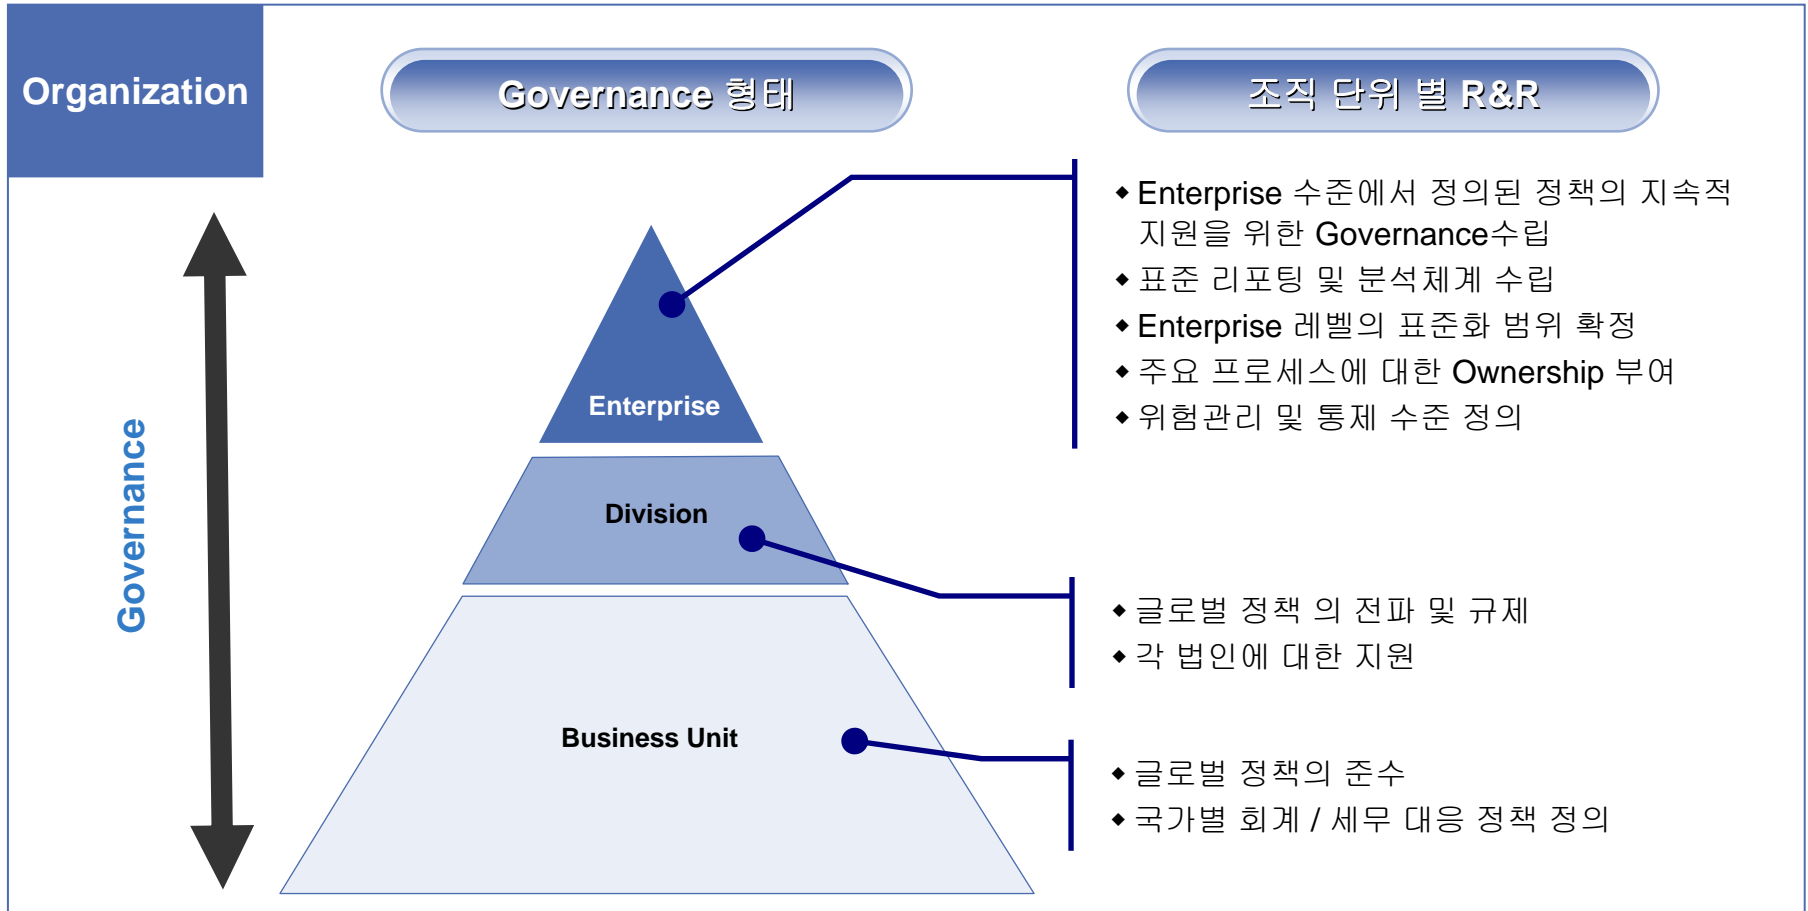 Organization
Governance 형태
조직 단위 별 R&R
Governance
Enterprise
Division
Business Unit
◆ Enterprise 수준에서 정의된 정책의 지속적
지원을 위한 Governance수립
◆ 표준 리포팅 및 분석체계 수립
◆ Enterprise 레벨의 표준화 범위 확정
◆ 주요 프로세스에 대한 Ownership 부여
◆ 위험관리 및 통제 수준 정의
◆ 글로벌 정책 의 전파 및 규제
◆ 각 법인에 대한 지원
◆ 글로벌 정책의 준수
◆ 국가별 회계 / 세무 대응 정책 정의